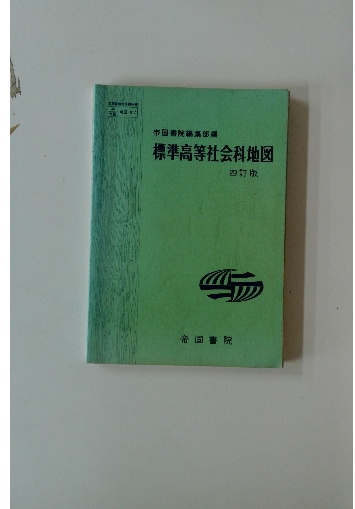 帝国書院編集部編
標準高等社会科地図
四訂版
帝国書院